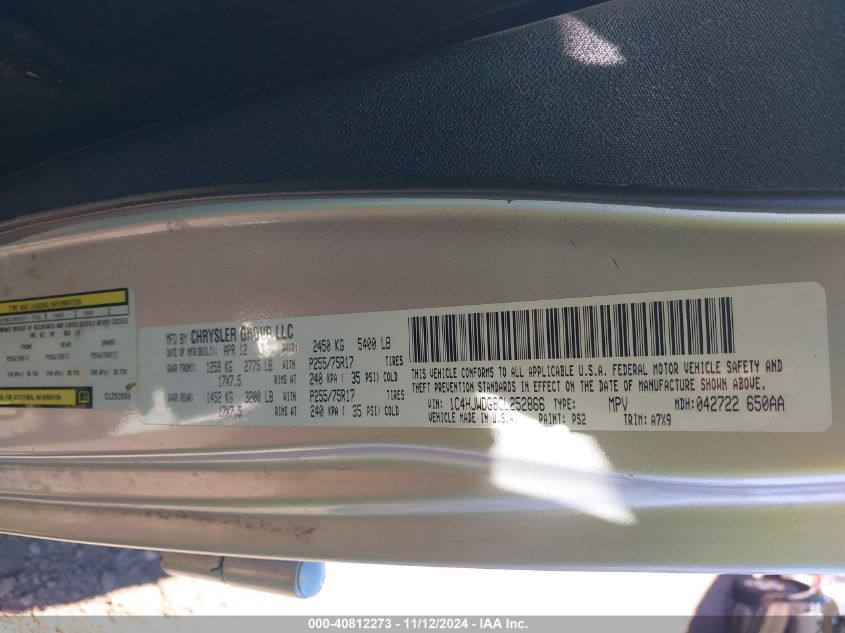 TIRE AND LOADING INFORMATION
CL252866
MFD BY CHRYSLER GROUP LLC
DATE OF MFR(BUILT): APR 12 GVWR: 2450 KG 5400 LB
GAWR FRONT: 1259 KG 2775 LB WITH P255/75R17 TIRES
17X7.5 RIMS AT 240 KPA ( 35 PSI) COLD
GAWR REAR: 1452 KG 3200 LB WITH P255/75R17 TIRES
17X7.5 RIMS AT 240 KPA ( 35 PSI) COLD
THIS VEHICLE CONFORMS TO ALL APPLICABLE U.S.A. FEDERAL MOTOR VEHICLE SAFETY AND
THEFT PREVENTION STANDARDS IN EFFECT ON THE DATE OF MANUFACTURE SHOWN ABOVE.
VIN: 1C4HJWDG8CL252866 TYPE: MPV MDH: 042722 650AA
VEHICLE MADE IN U.S.A. PAINT: PS2 TRIM: A7X9
000-40812273 - 11/12/2024 - IAA Inc.